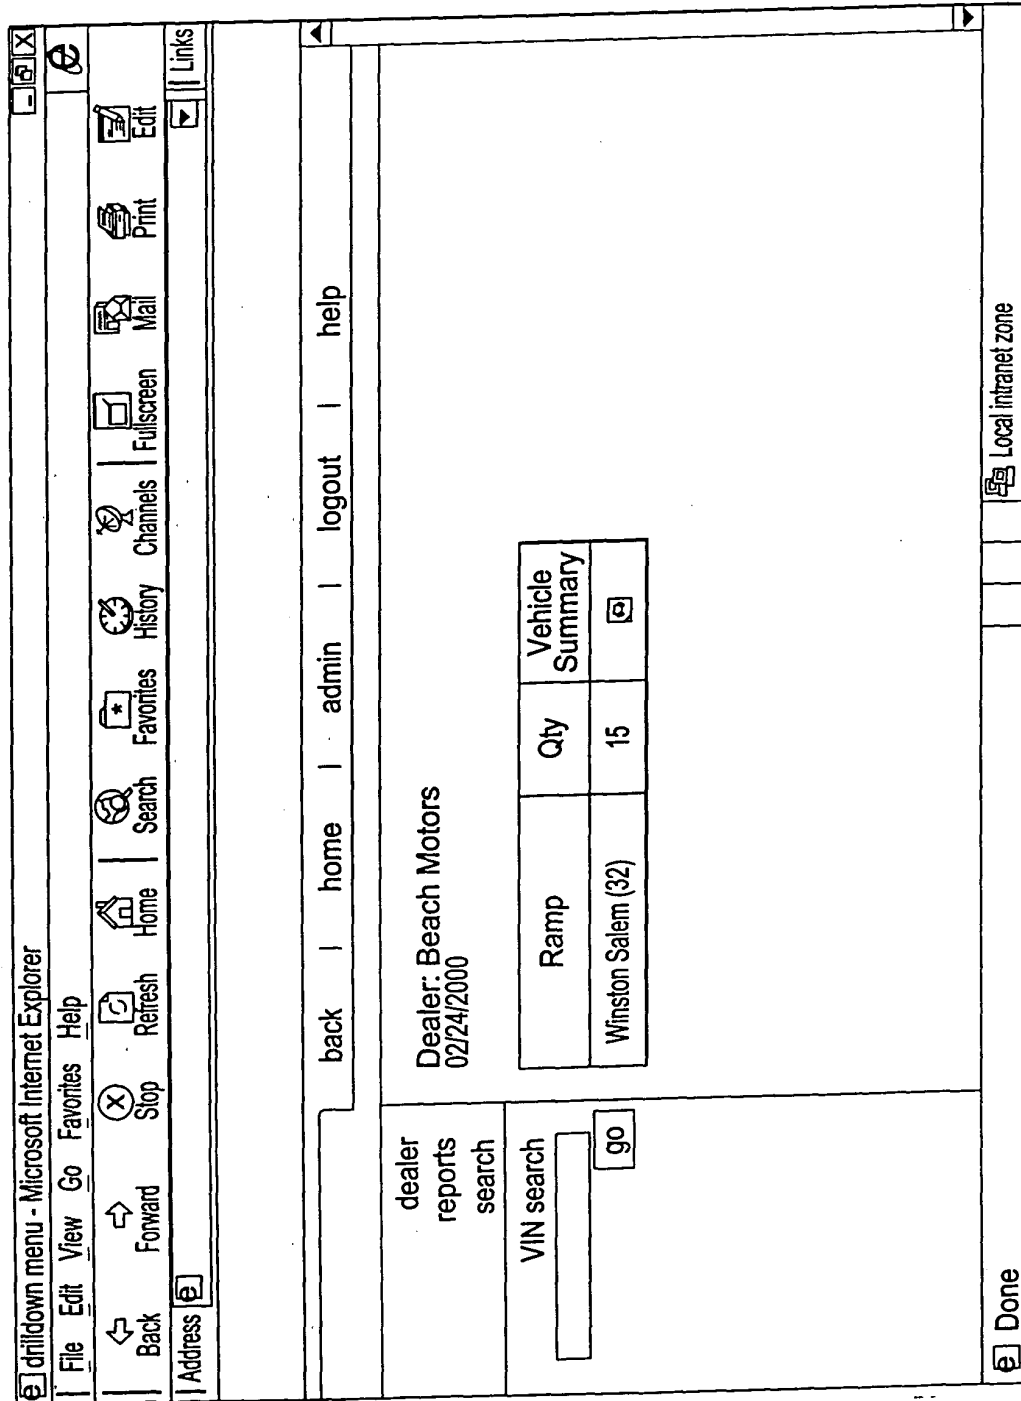 drilldown menu - Microsoft Internet Explorer
File Edit View Go Favorites Help
Back Forward Stop Refresh Home Search Favorites History Channels Fullscreen Mail Print Edit
Address Links
back | home | admin | logout | help
dealer
reports
search
VIN search
go
Dealer: Beach Motors
02/24/2000
Ramp Qty Vehicle Summary
Winston Salem (32) 15
Done Local intranet zone